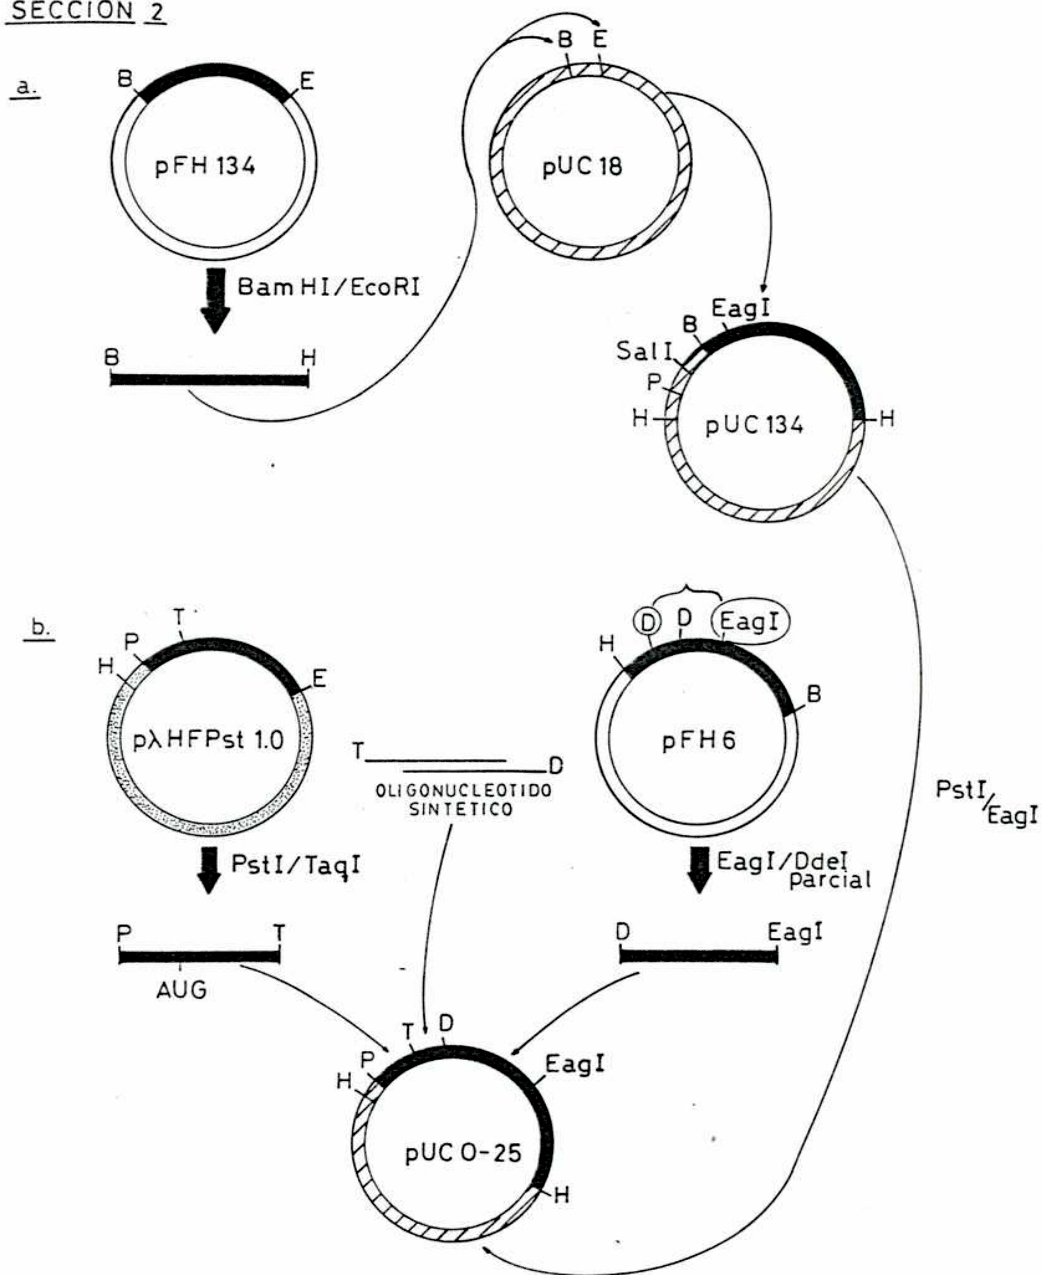 SECCION 2
a.
B
E
pFH 134
BamHI/EcoRI
B
H
B E
pUC 18
EagI
B
SalI
P
H
H
pUC 134
b.
T
P
H
E
pλHFPst 1.0
PstI/TaqI
P
T
AUG
T
D
OLIGONUCLEOTIDO
SINTETICO
D
D
EagI
H
B
pFH 6
EagI/DdeI
parcial
D
EagI
PstI/
EagI
T
D
P
H
EagI
pUC O-25
H